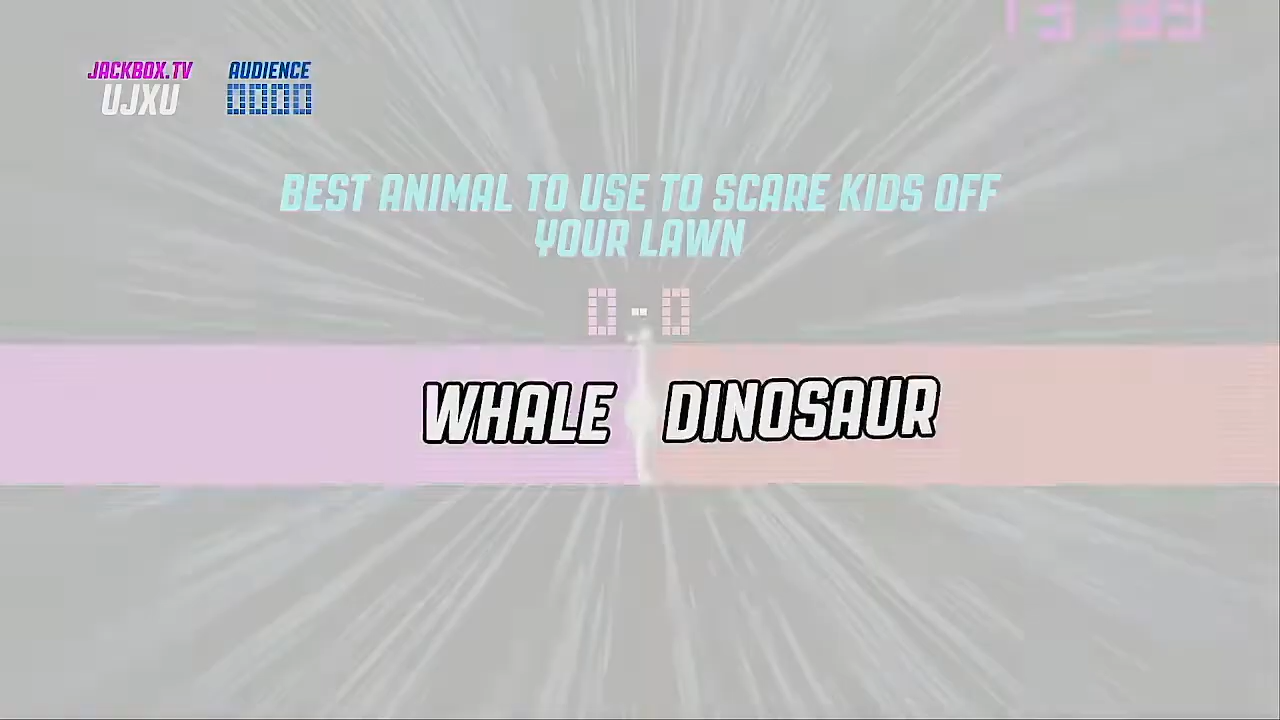 JACKBOX.TV
UJXU
AUDIENCE
0000
BEST ANIMAL TO USE TO SCARE KIDS OFF
YOUR LAWN
0-0
WHALE
DINOSAUR